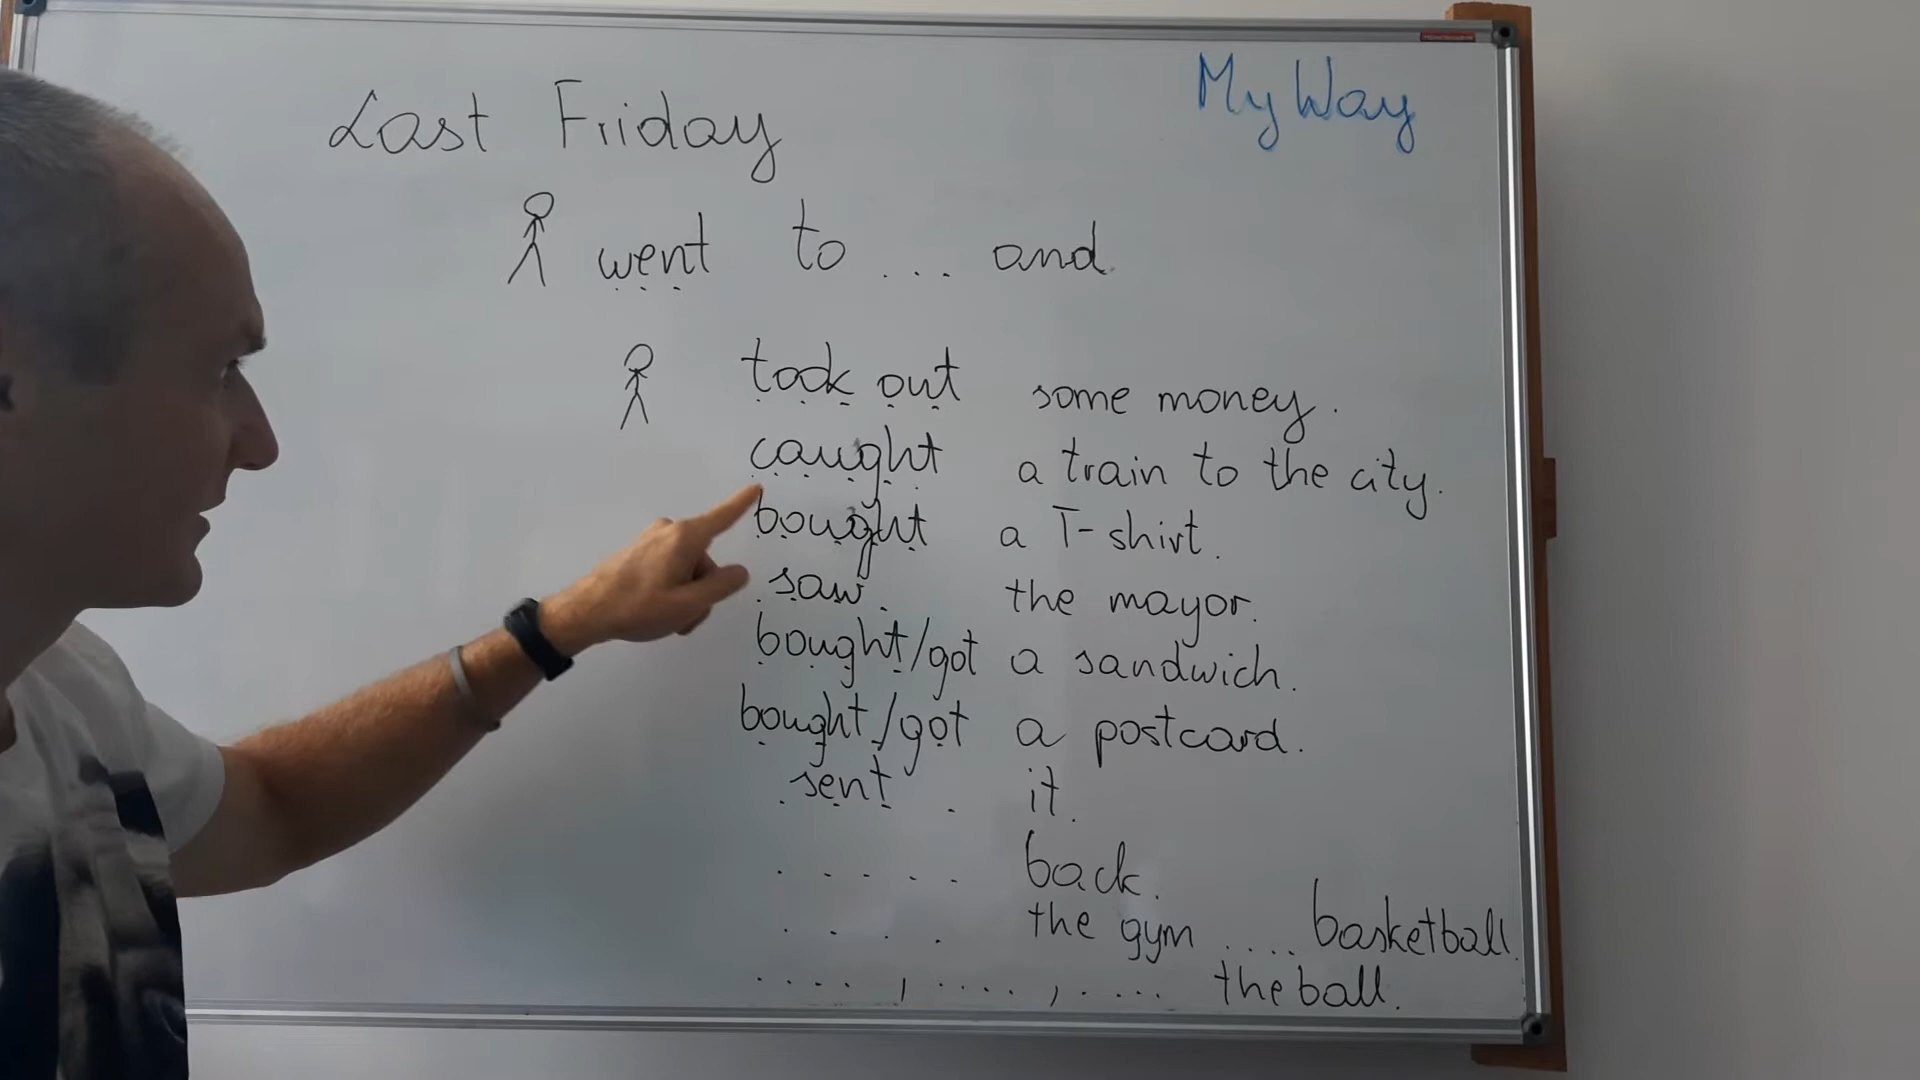 Last Friday
My Way
went to ... and
took out some money.
caught a train to the city.
bought a T-shirt.
saw the mayor.
bought/got a sandwich.
bought/got a postcard.
sent . it.
. . . . . back.
. . . . the gym .... basketball.
...., ...., .... the ball.